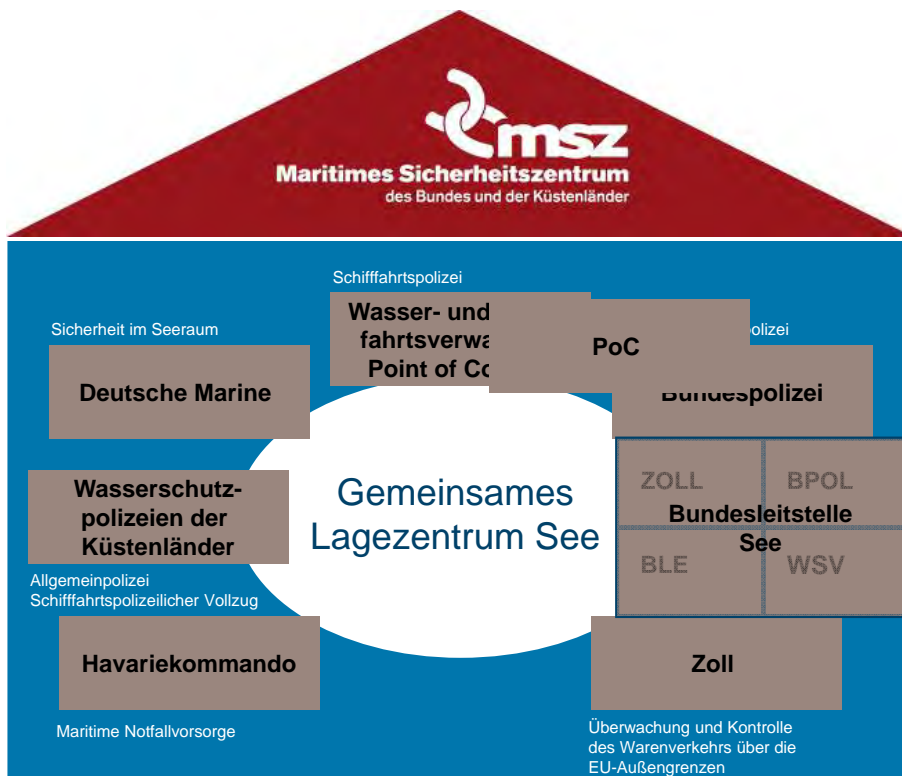 msz
Maritimes Sicherheitszentrum
des Bundes und der Küstenländer
Schifffahrtspolizei
Wasser- und
fahrtsverwa
Point of Co
PoC
polizei
Sicherheit im Seeraum
Deutsche Marine
Bundespolizei
Wasserschutz-
polizeien der
Küstenländer
Allgemeinpolizei
Schifffahrtspolizeilicher Vollzug
Gemeinsames
Lagezentrum See
ZOLL BPOL
Bundesleitstelle
See
BLE WSV
Havariekommando
Maritime Notfallvorsorge
Zoll
Überwachung und Kontrolle
des Warenverkehrs über die
EU-Außengrenzen